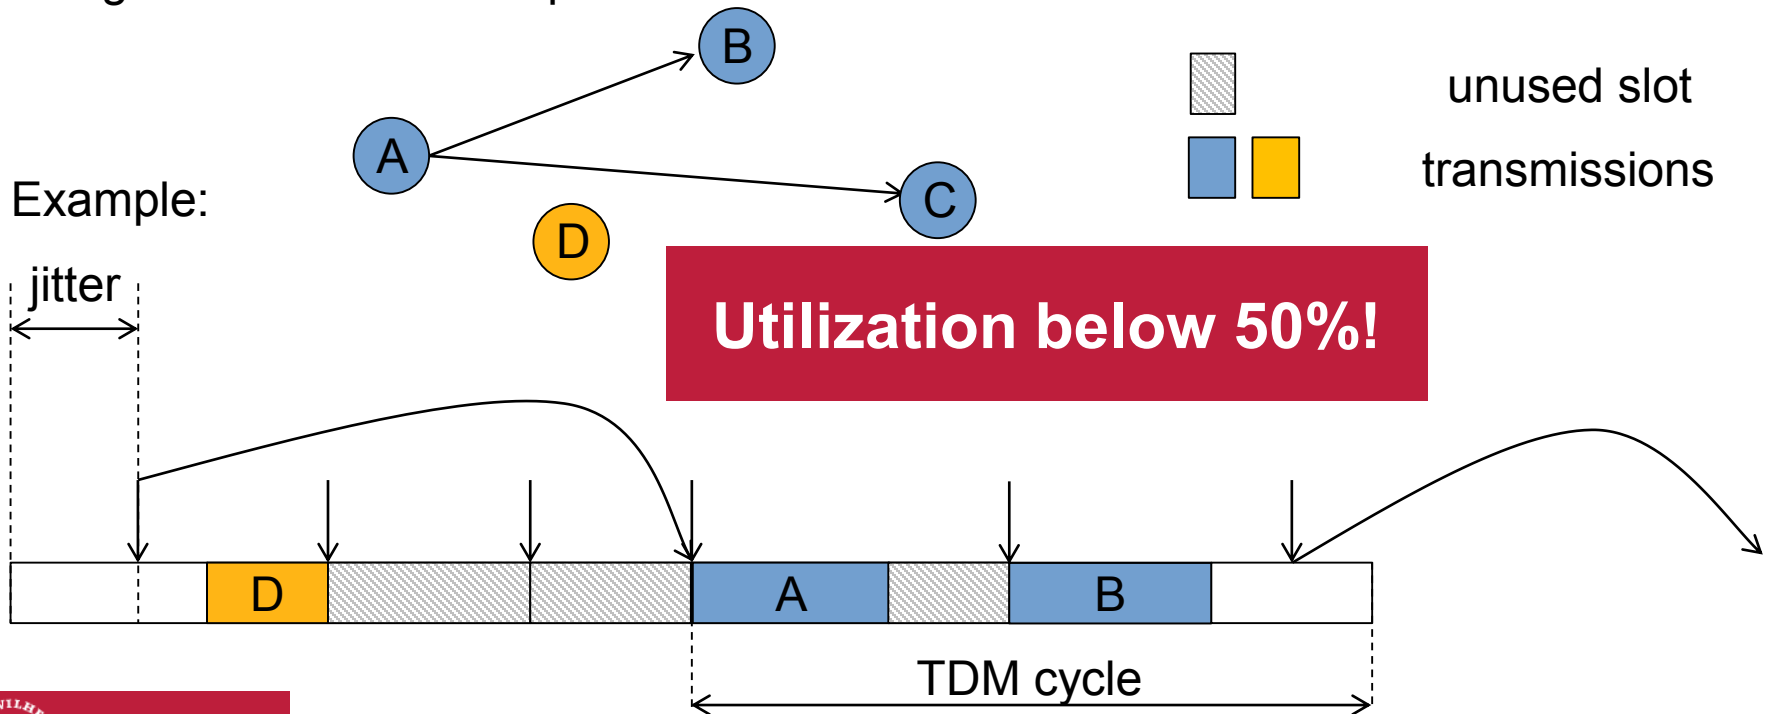 B
unused slot
A
transmissions
Example:
C
D
jitter
Utilization below 50%!
D
A
B
TDM cycle